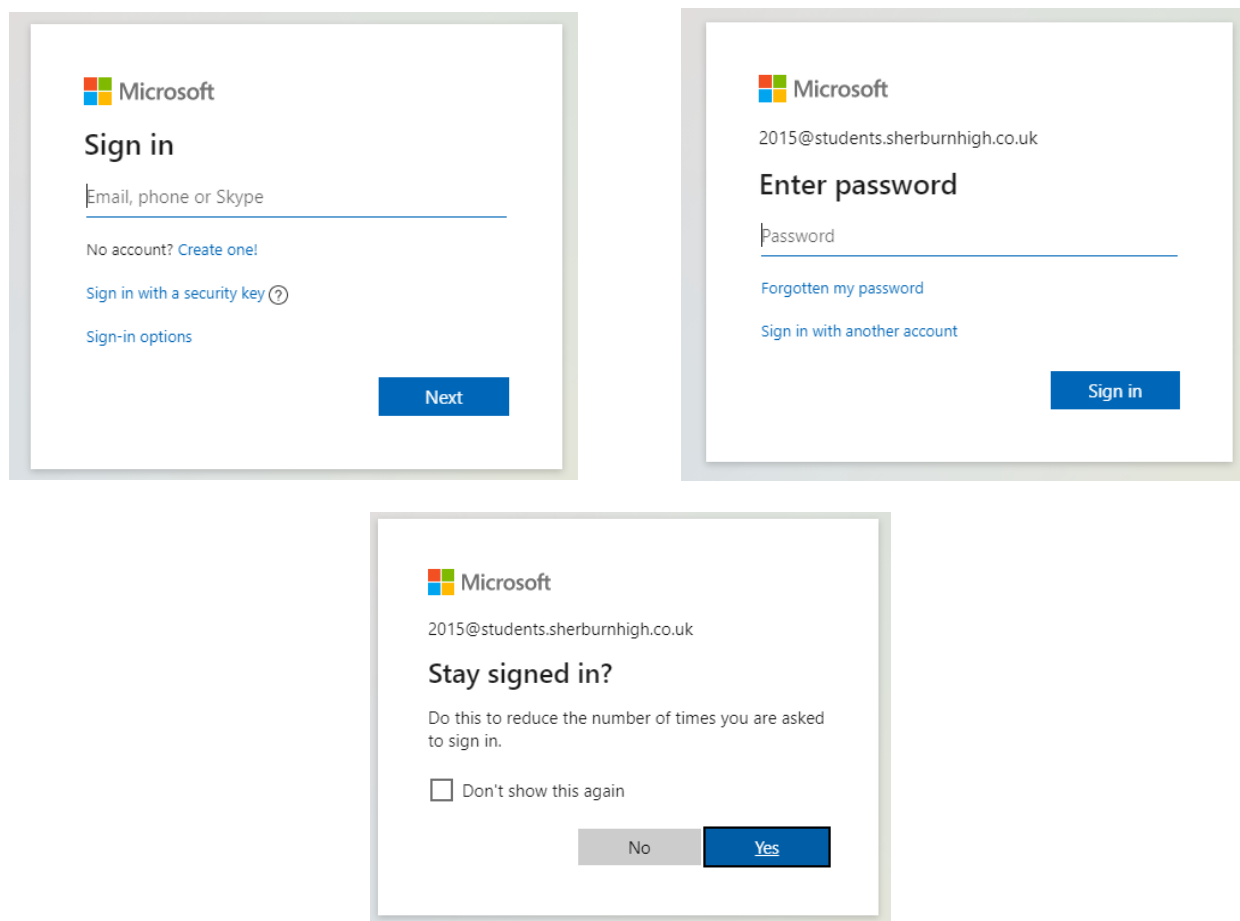 Microsoft
Sign in
Email, phone or Skype
No account? Create one!
Sign in with a security key ?
Sign-in options
Next
Microsoft
2015@students.sherburnhigh.co.uk
Enter password
Password
Forgotten my password
Sign in with another account
Sign in
Microsoft
2015@students.sherburnhigh.co.uk
Stay signed in?
Do this to reduce the number of times you are asked
to sign in.
Don't show this again
No
Yes